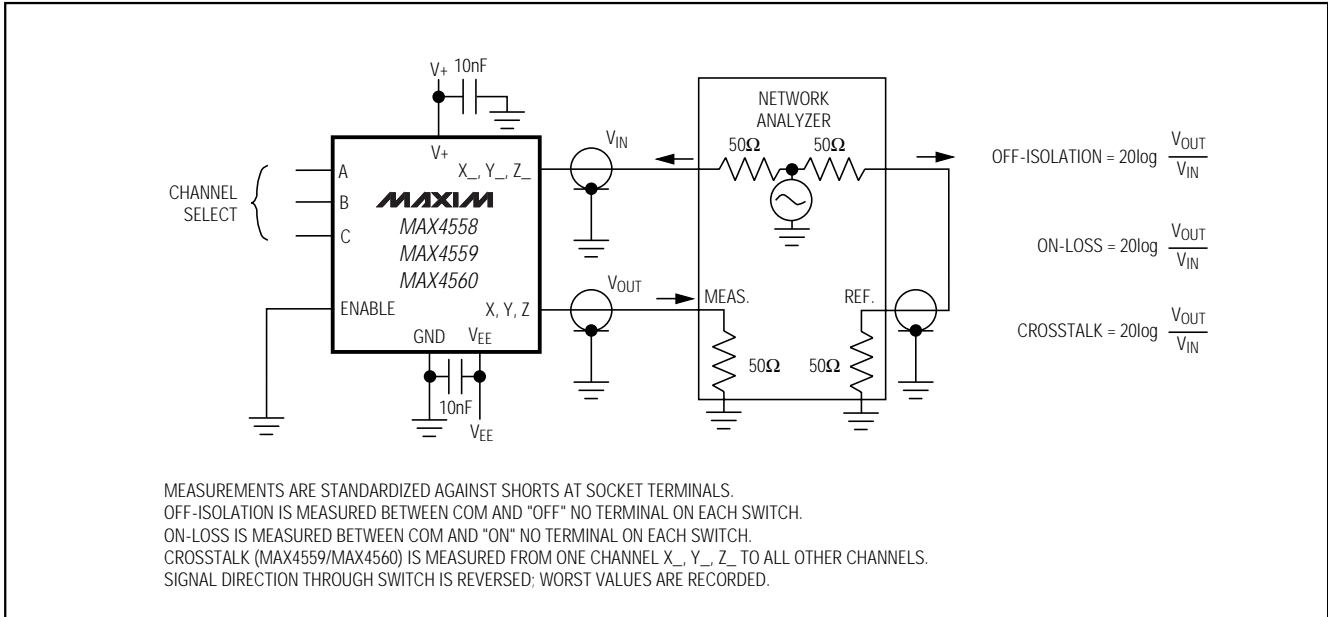 V+ 10nF
V+
CHANNEL
SELECT
A
B
C
ENABLE
X_, Y_, Z_
MAXIM
MAX4558
MAX4559
MAX4560
X, Y, Z
GND VEE
10nF
VEE
VIN
VOUT
NETWORK
ANALYZER
50Ω 50Ω
MEAS. REF.
50Ω 50Ω
OFF-ISOLATION = 20log VOUT
VIN
ON-LOSS = 20log VOUT
VIN
CROSSTALK = 20log VOUT
VIN
MEASUREMENTS ARE STANDARDIZED AGAINST SHORTS AT SOCKET TERMINALS.
OFF-ISOLATION IS MEASURED BETWEEN COM AND "OFF" NO TERMINAL ON EACH SWITCH.
ON-LOSS IS MEASURED BETWEEN COM AND "ON" NO TERMINAL ON EACH SWITCH.
CROSSTALK (MAX4559/MAX4560) IS MEASURED FROM ONE CHANNEL X_, Y_, Z_ TO ALL OTHER CHANNELS.
SIGNAL DIRECTION THROUGH SWITCH IS REVERSED; WORST VALUES ARE RECORDED.